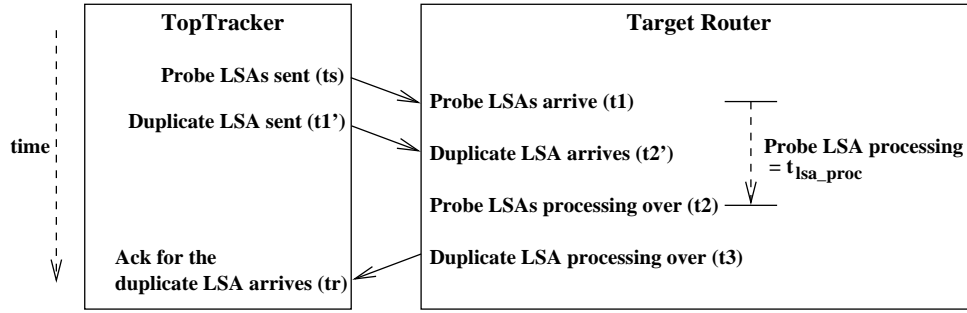 TopTracker
Target Router
Probe LSAs sent (ts)
Probe LSAs arrive (t1)
Duplicate LSA sent (t1')
time
Duplicate LSA arrives (t2')
Probe LSA processing
= t_lsa_proc
Probe LSAs processing over (t2)
Ack for the
duplicate LSA arrives (tr)
Duplicate LSA processing over (t3)